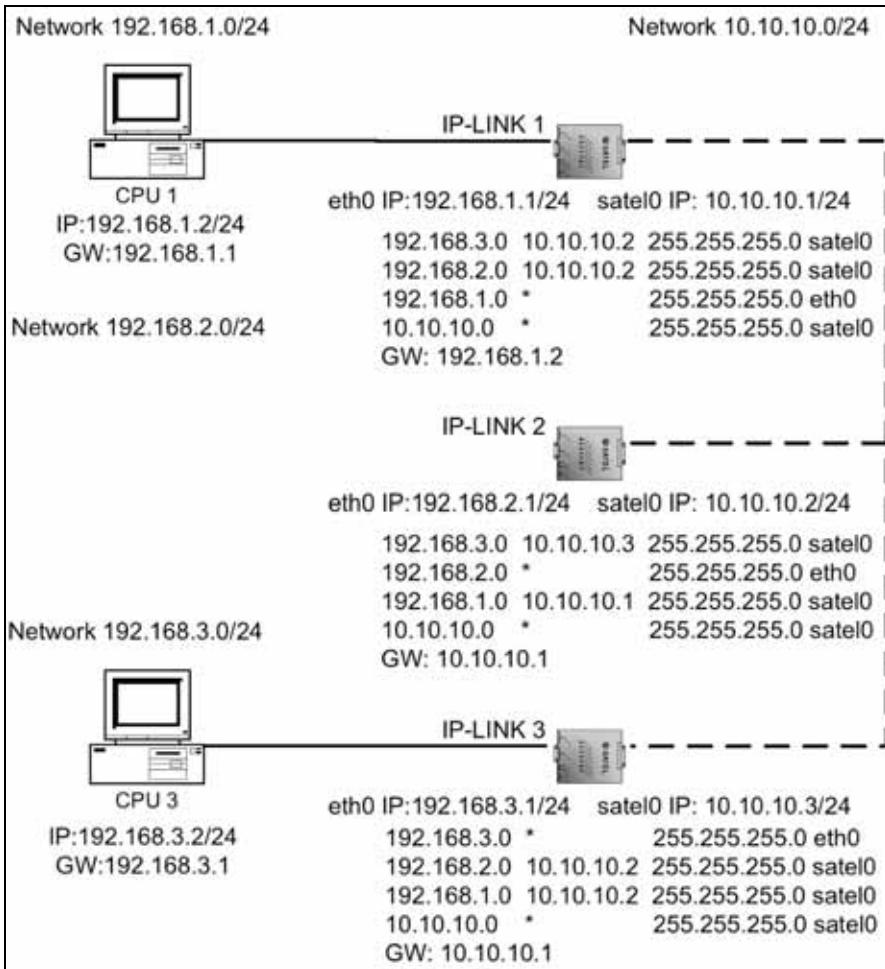 Network 192.168.1.0/24
Network 10.10.10.0/24
IP-LINK 1
CPU 1
IP:192.168.1.2/24
GW:192.168.1.1
eth0 IP:192.168.1.1/24 satel0 IP: 10.10.10.1/24
192.168.3.0 10.10.10.2 255.255.255.0 satel0
192.168.2.0 10.10.10.2 255.255.255.0 satel0
192.168.1.0 * 255.255.255.0 eth0
10.10.10.0 * 255.255.255.0 satel0
GW: 192.168.1.2
Network 192.168.2.0/24
IP-LINK 2
eth0 IP:192.168.2.1/24 satel0 IP: 10.10.10.2/24
192.168.3.0 10.10.10.3 255.255.255.0 satel0
192.168.2.0 * 255.255.255.0 eth0
192.168.1.0 10.10.10.1 255.255.255.0 satel0
10.10.10.0 * 255.255.255.0 satel0
GW: 10.10.10.1
Network 192.168.3.0/24
IP-LINK 3
CPU 3
IP:192.168.3.2/24
GW:192.168.3.1
eth0 IP:192.168.3.1/24 satel0 IP: 10.10.10.3/24
192.168.3.0 * 255.255.255.0 eth0
192.168.2.0 10.10.10.2 255.255.255.0 satel0
192.168.1.0 10.10.10.2 255.255.255.0 satel0
10.10.10.0 * 255.255.255.0 satel0
GW: 10.10.10.1